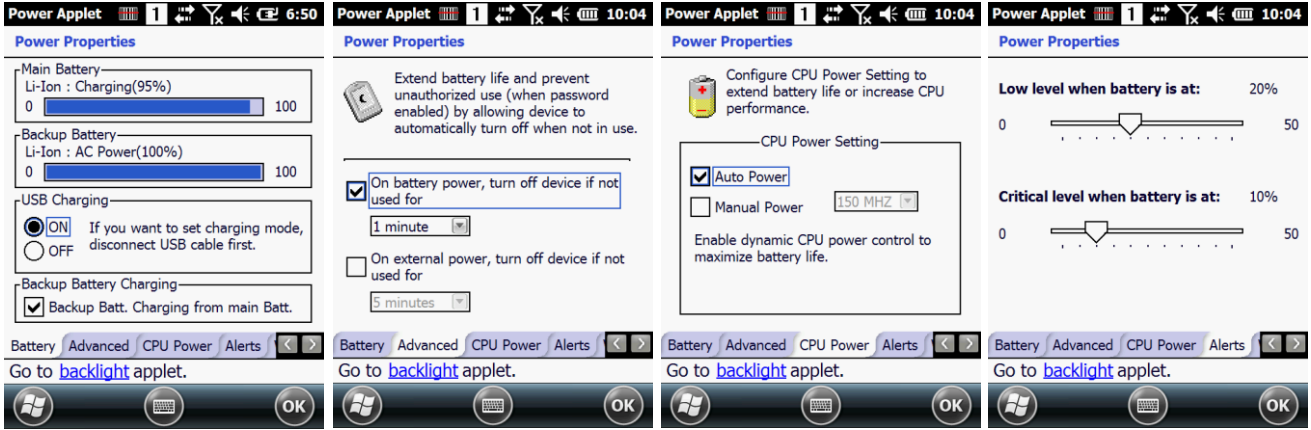 Power Applet 1 6:50
Power Properties
Main Battery
Li-Ion : Charging(95%)
0 100
Backup Battery
Li-Ion : AC Power(100%)
0 100
USB Charging
ON
OFF
If you want to set charging mode,
disconnect USB cable first.
Backup Battery Charging
Backup Batt. Charging from main Batt.
Battery Advanced CPU Power Alerts
Go to backlight applet.
OK
Power Applet 1 10:04
Power Properties
Extend battery life and prevent
unauthorized use (when password
enabled) by allowing device to
automatically turn off when not in use.
On battery power, turn off device if not
used for
1 minute
On external power, turn off device if not
used for
5 minutes
Battery Advanced CPU Power Alerts
Go to backlight applet.
OK
Power Applet 1 10:04
Power Properties
Configure CPU Power Setting to
extend battery life or increase CPU
performance.
CPU Power Setting
Auto Power
Manual Power 150 MHZ
Enable dynamic CPU power control to
maximize battery life.
Battery Advanced CPU Power Alerts
Go to backlight applet.
OK
Power Applet 1 10:04
Power Properties
Low level when battery is at: 20%
0 50
Critical level when battery is at: 10%
0 50
Battery Advanced CPU Power Alerts
Go to backlight applet.
OK